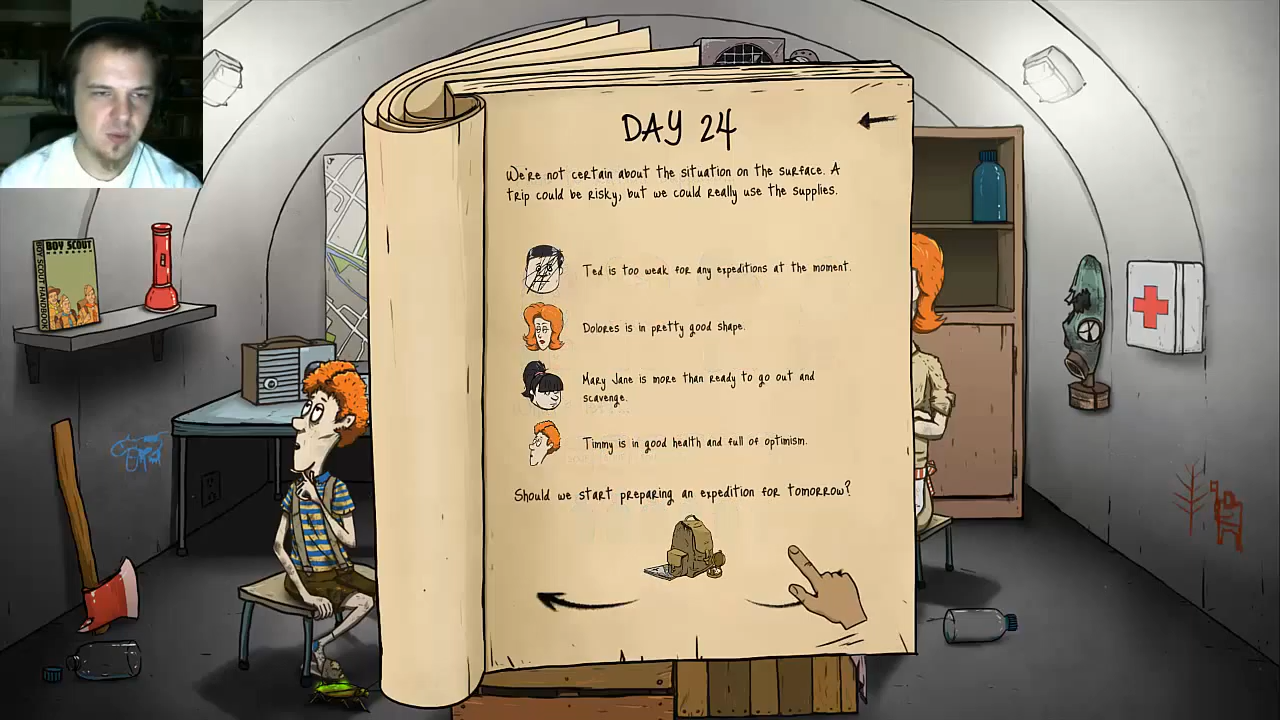 DAY 24
We're not certain about the situation on the surface. A
trip could be risky, but we could really use the supplies.
Ted is too weak for any expeditions at the moment.
Dolores is in pretty good shape.
Mary Jane is more than ready to go out and
scavenge.
Timmy is in good health and full of optimism.
Should we start preparing an expedition for tomorrow?
BOY SCOUT
BOY SCOUT HANDBOOK